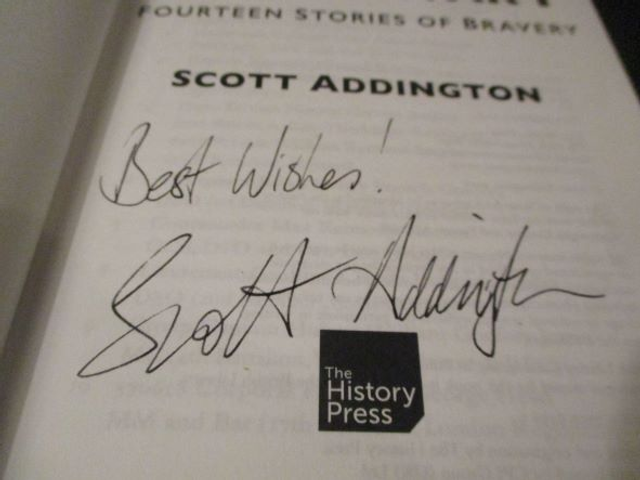 FOURTEEN STORIES OF BRAVERY
SCOTT ADDINGTON
Best Wishes!
Scott Addington
The
History
Press